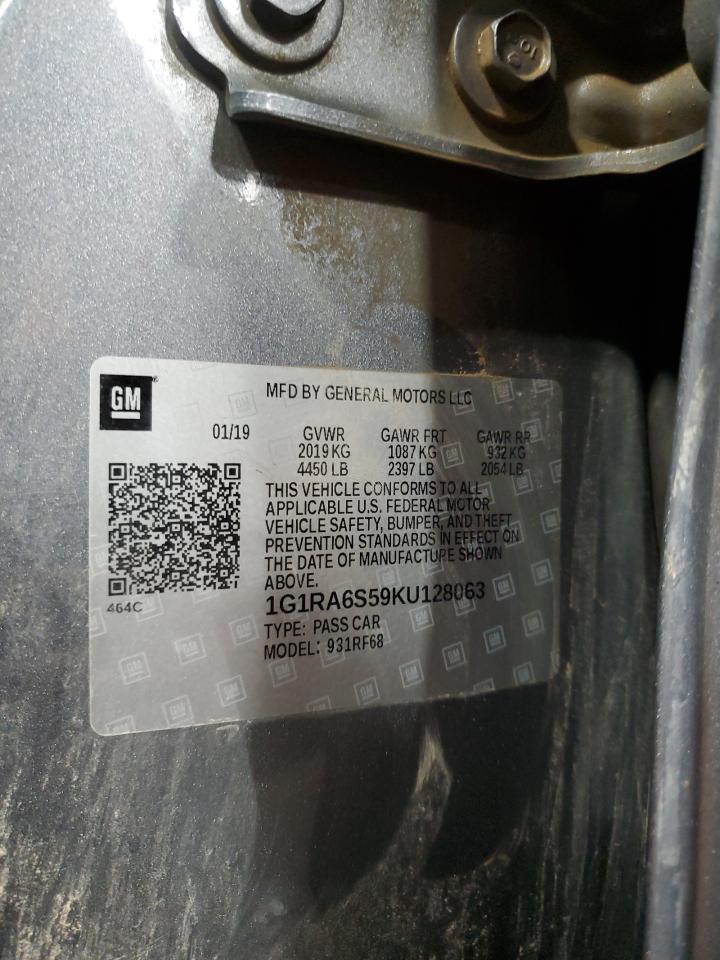 GM
MFD BY GENERAL MOTORS LLC
01/19 GVWR GAWR FRT GAWR RR
2019 KG 1087 KG 932 KG
4450 LB 2397 LB 2054 LB
THIS VEHICLE CONFORMS TO ALL
APPLICABLE U.S. FEDERAL MOTOR
VEHICLE SAFETY, BUMPER, AND THEFT
PREVENTION STANDARDS IN EFFECT ON
THE DATE OF MANUFACTURE SHOWN
ABOVE.
464C
1G1RA6S59KU128063
TYPE: PASS CAR
MODEL: 931RF68